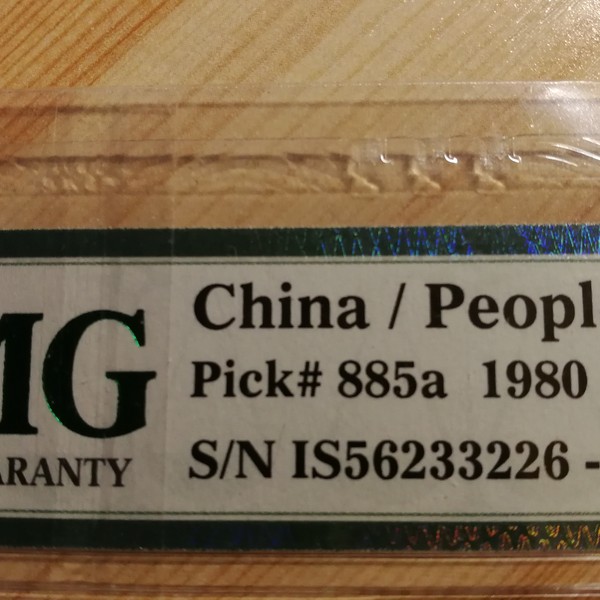 MG
China / Peopl
ARANTY
Pick# 885a 1980
S/N IS56233226 -